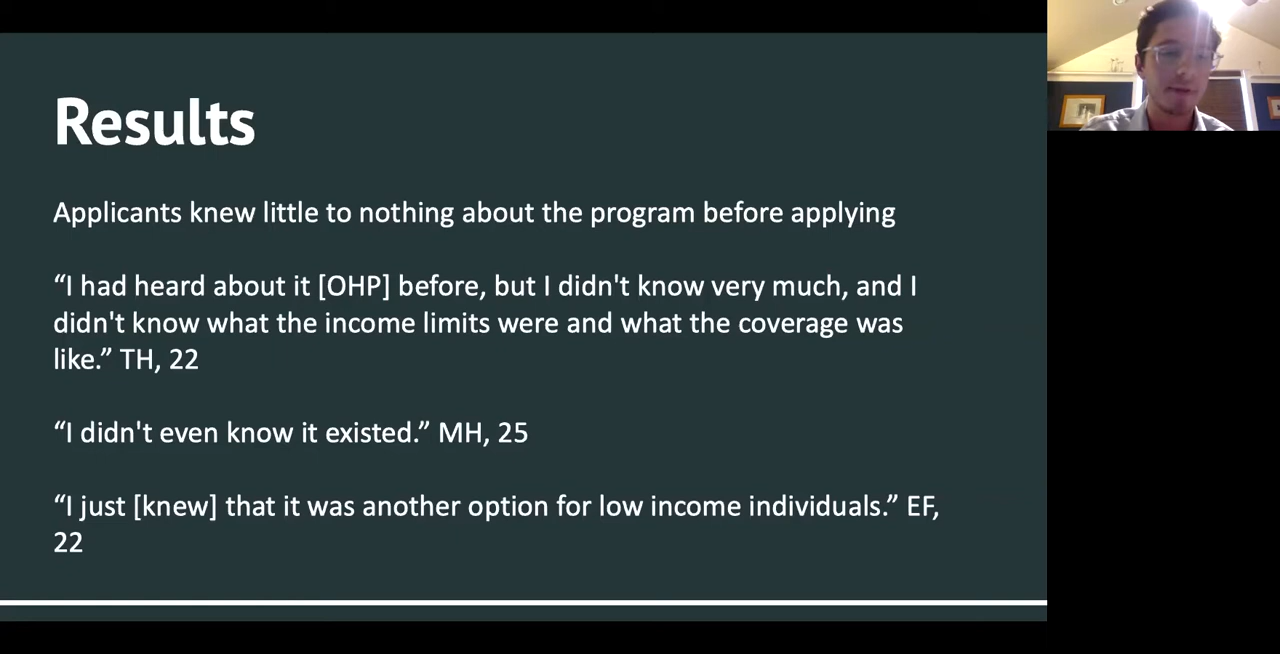 Results
Applicants knew little to nothing about the program before applying
“I had heard about it [OHP] before, but I didn't know very much, and I
didn't know what the income limits were and what the coverage was
like.” TH, 22
“I didn't even know it existed.” MH, 25
“I just [knew] that it was another option for low income individuals.” EF,
22